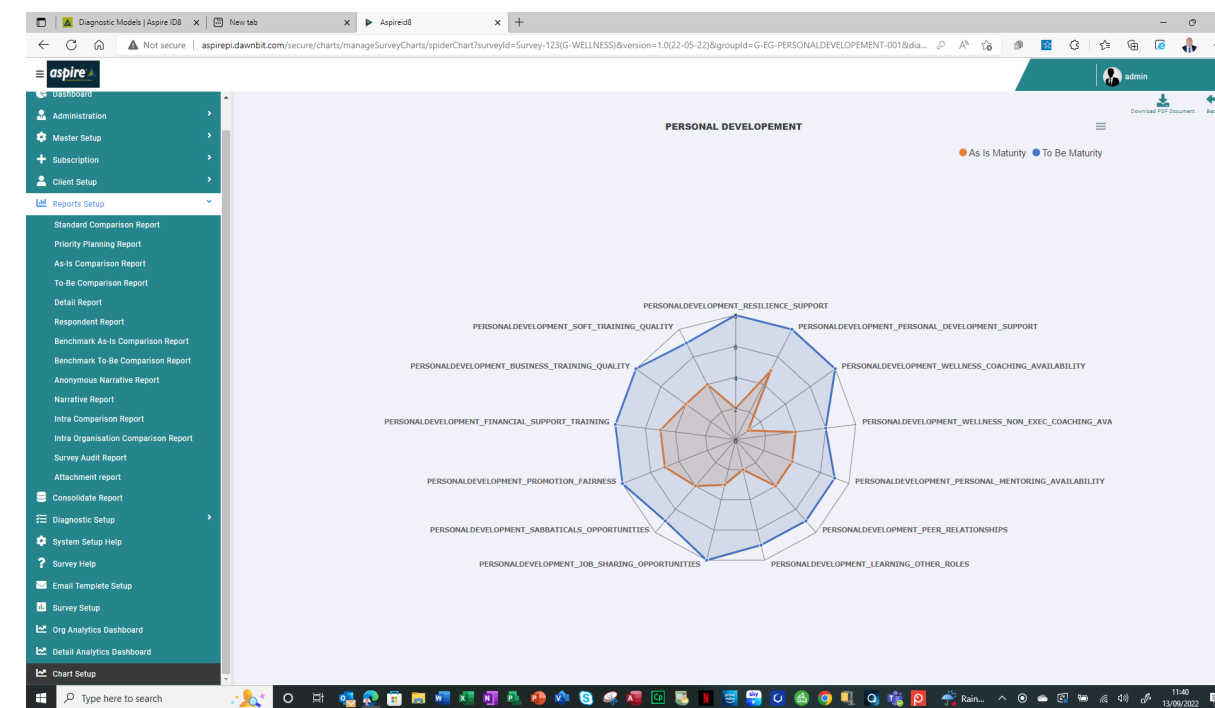 Diagnostic Models | Aspire ID8
New tab
Aspireid8
Not secure
aspirepi.dawnbit.com/secure/charts/manageSurveyCharts/spiderChart?surveyId=Survey-123(G-WELLNESS)&version=1.0(22-05-22)&groupId=G-EG-PERSONALDEVELOPEMENT-001&dia...
aspire
admin
Download PDF Document
Dashboard
Administration
Master Setup
Subscription
Client Setup
Reports Setup
Standard Comparison Report
Priority Planning Report
As-Is Comparison Report
To-Be Comparison Report
Detail Report
Respondent Report
Benchmark As-Is Comparison Report
Benchmark To-Be Comparison Report
Anonymous Narrative Report
Narrative Report
Intra Comparison Report
Intra Organisation Comparison Report
Survey Audit Report
Attachment report
Consolidate Report
Diagnostic Setup
System Setup Help
Survey Help
Email Templete Setup
Survey Setup
Org Analytics Dashboard
Detail Analytics Dashboard
Chart Setup
PERSONAL DEVELOPEMENT
As Is Maturity
To Be Maturity
PERSONALDEVELOPMENT_RESILIENCE_SUPPORT
PERSONALDEVELOPMENT_SOFT_TRAINING_QUALITY
PERSONALDEVELOPMENT_PERSONAL_DEVELOPMENT_SUPPORT
PERSONALDEVELOPMENT_BUSINESS_TRAINING_QUALITY
PERSONALDEVELOPMENT_WELLNESS_COACHING_AVAILABILITY
PERSONALDEVELOPMENT_FINANCIAL_SUPPORT_TRAINING
PERSONALDEVELOPMENT_WELLNESS_NON_EXEC_COACHING_AVA
PERSONALDEVELOPMENT_PROMOTION_FAIRNESS
PERSONALDEVELOPMENT_PERSONAL_MENTORING_AVAILABILITY
PERSONALDEVELOPMENT_SABBATICALS_OPPORTUNITIES
PERSONALDEVELOPMENT_PEER_RELATIONSHIPS
PERSONALDEVELOPMENT_JOB_SHARING_OPPORTUNITIES
PERSONALDEVELOPMENT_LEARNING_OTHER_ROLES
8
6
4
2
0
Type here to search
Rain...
11:40
13/09/2022